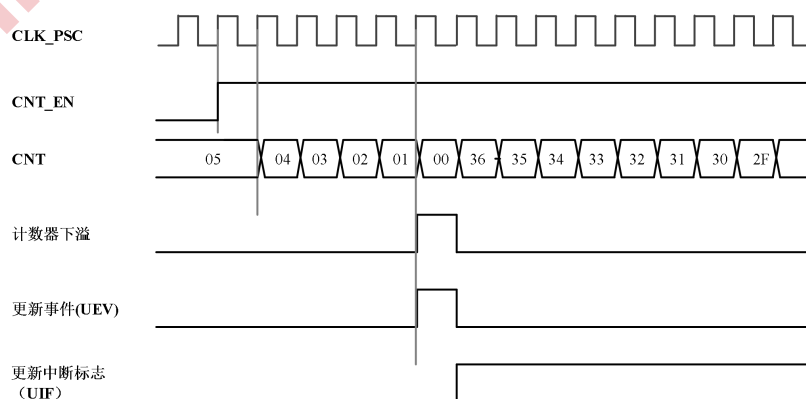 CLK_PSC
CNT_EN
CNT 05 04 03 02 01 00 36 35 34 33 32 31 30 2F
计数器下溢
更新事件(UEV)
更新中断标志
（UIF）